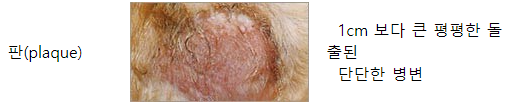 판(plaque)
1cm 보다 큰 평평한 돌
출된
단단한 병변